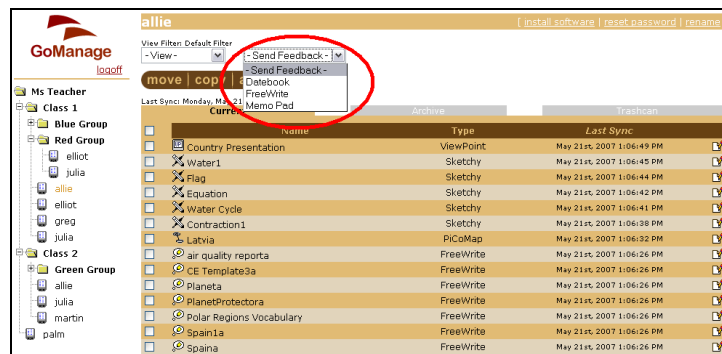 GoManage
logoff
Ms Teacher
Class 1
Blue Group
Red Group
elliot
julia
allie
elliot
greg
julia
Class 2
Green Group
allie
julia
martin
palm
allie
[ install software | reset password | rename
View Filter: Default Filter
- View -
- Send Feedback -
- Send Feedback -
Datebook
FreeWrite
Memo Pad
move | copy |
Last Sync: Monday, May 21
Current
Archive
Trashcan
Name Type Last Sync
Country Presentation ViewPoint May 21st, 2007 1:06:49 PM
Water1 Sketchy May 21st, 2007 1:06:45 PM
Flag Sketchy May 21st, 2007 1:06:44 PM
Equation Sketchy May 21st, 2007 1:06:42 PM
Water Cycle Sketchy May 21st, 2007 1:06:41 PM
Contraction1 Sketchy May 21st, 2007 1:06:38 PM
Latvia PiCoMap May 21st, 2007 1:06:32 PM
air quality reporta FreeWrite May 21st, 2007 1:06:26 PM
CE Template3a FreeWrite May 21st, 2007 1:06:26 PM
Planeta FreeWrite May 21st, 2007 1:06:26 PM
PlanetProtectora FreeWrite May 21st, 2007 1:06:26 PM
Polar Regions Vocabulary FreeWrite May 21st, 2007 1:06:26 PM
Spain1a FreeWrite May 21st, 2007 1:06:26 PM
Spaina FreeWrite May 21st, 2007 1:06:26 PM